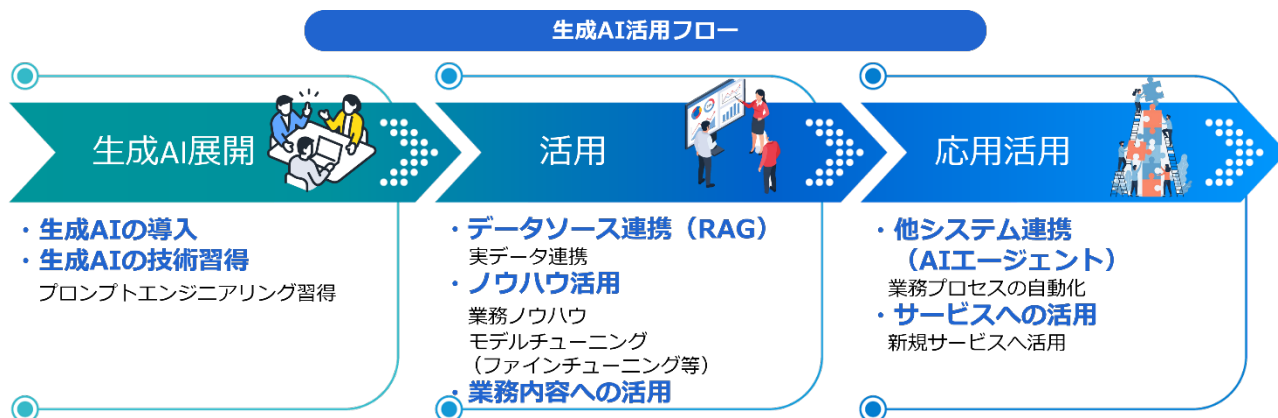 生成AI活用フロー
生成AI展開
・生成AIの導入
・生成AIの技術習得
プロンプトエンジニアリング習得
活用
・データソース連携（RAG）
実データ連携
・ノウハウ活用
業務ノウハウ
モデルチューニング
（ファインチューニング等）
・業務内容への活用
応用活用
・他システム連携
（AIエージェント）
業務プロセスの自動化
・サービスへの活用
新規サービスへ活用